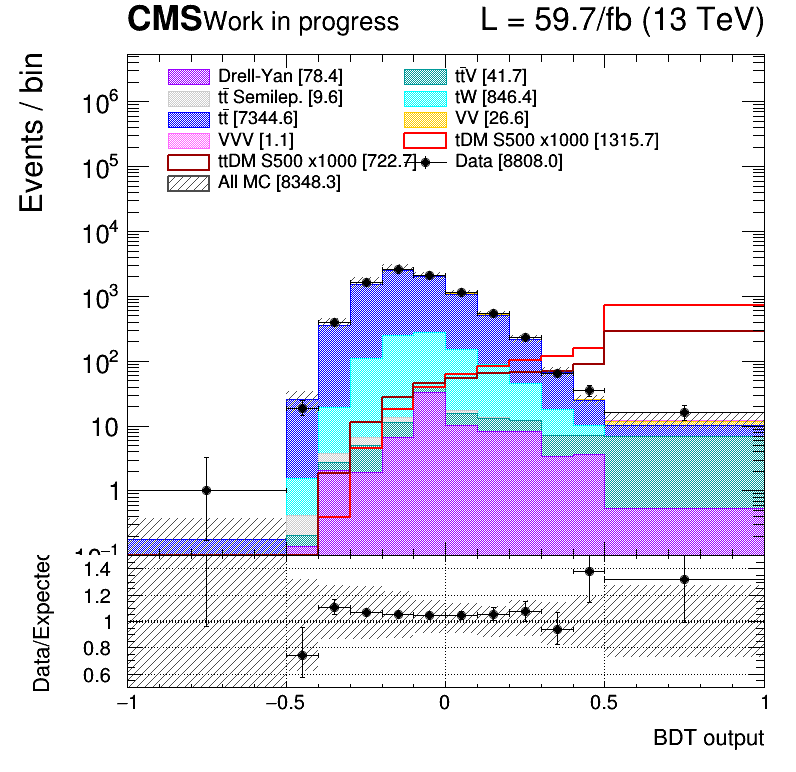 CMS Work in progress L = 59.7/fb (13 TeV)
Events / bin
Drell-Yan [78.4] tt̄V [41.7]
tt̄ Semilep. [9.6] tW [846.4]
tt̄ [7344.6] VV [26.6]
VVV [1.1] tDM S500 x1000 [1315.7]
ttDM S500 x1000 [722.7] Data [8808.0]
All MC [8348.3]
10⁶
10⁵
10⁴
10³
10²
10
1
10⁻¹
Data/Expected
1.4
1.2
1
0.8
0.6
−1 −0.5 0 0.5 1
BDT output